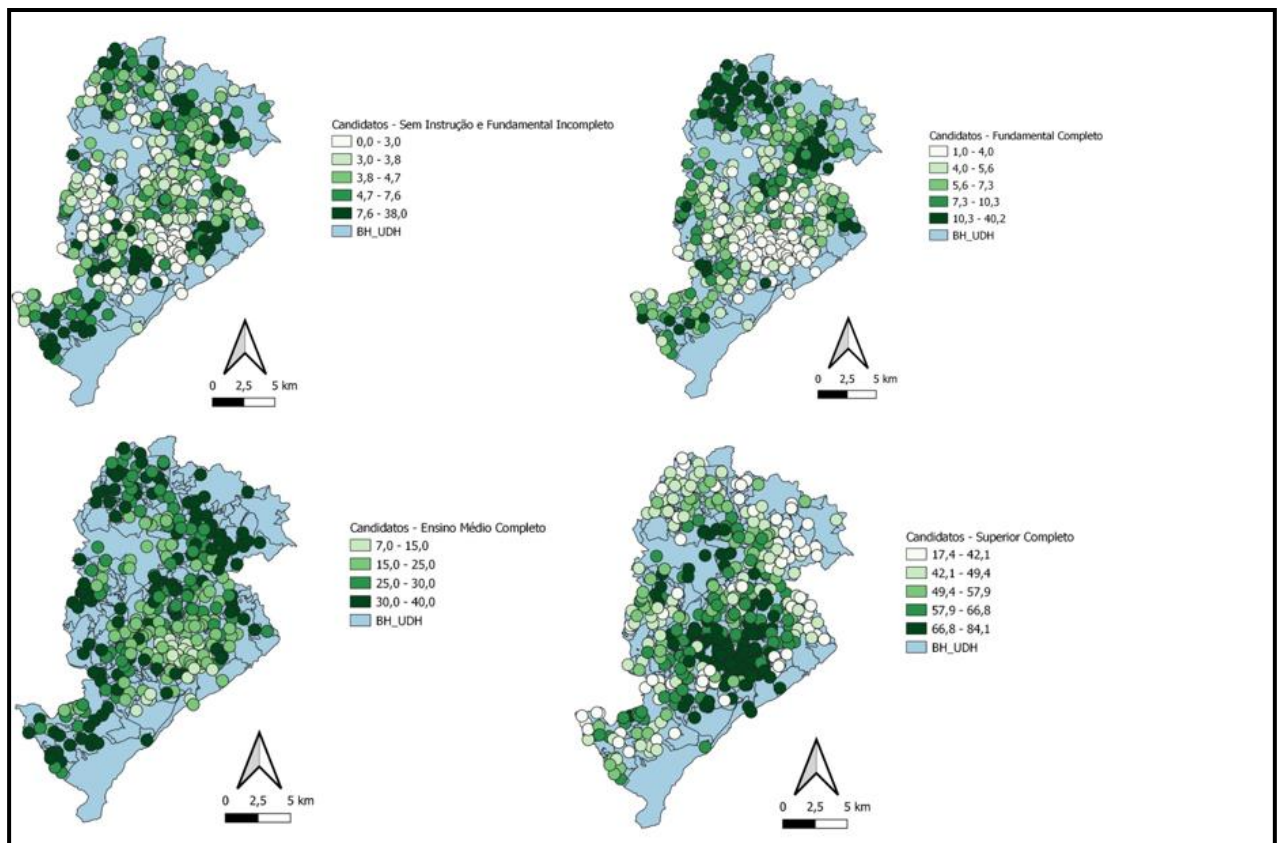 Candidatos - Sem Instrução e Fundamental Incompleto
0,0 - 3,0
3,0 - 3,8
3,8 - 4,7
4,7 - 7,6
7,6 - 38,0
BH_UDH
0 2,5 5 km
Candidatos - Fundamental Completo
1,0 - 4,0
4,0 - 5,6
5,6 - 7,3
7,3 - 10,3
10,3 - 40,2
BH_UDH
0 2,5 5 km
Candidatos - Ensino Médio Completo
7,0 - 15,0
15,0 - 25,0
25,0 - 30,0
30,0 - 40,0
BH_UDH
0 2,5 5 km
Candidatos - Superior Completo
17,4 - 42,1
42,1 - 49,4
49,4 - 57,9
57,9 - 66,8
66,8 - 84,1
BH_UDH
0 2,5 5 km